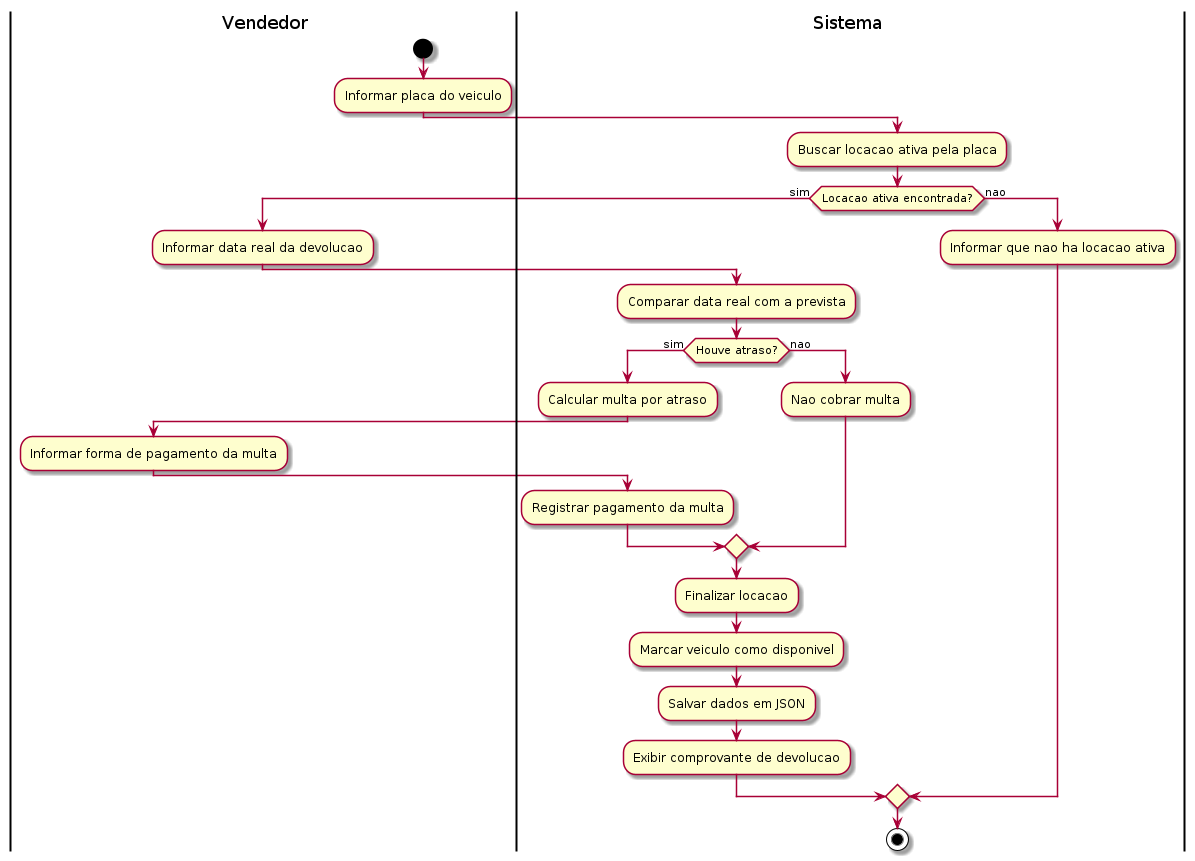 Vendedor
Sistema
Informar placa do veiculo
Buscar locacao ativa pela placa
sim
Locacao ativa encontrada?
nao
Informar data real da devolucao
Informar que nao ha locacao ativa
Comparar data real com a prevista
sim
Houve atraso?
nao
Calcular multa por atraso
Nao cobrar multa
Informar forma de pagamento da multa
Registrar pagamento da multa
Finalizar locacao
Marcar veiculo como disponivel
Salvar dados em JSON
Exibir comprovante de devolucao